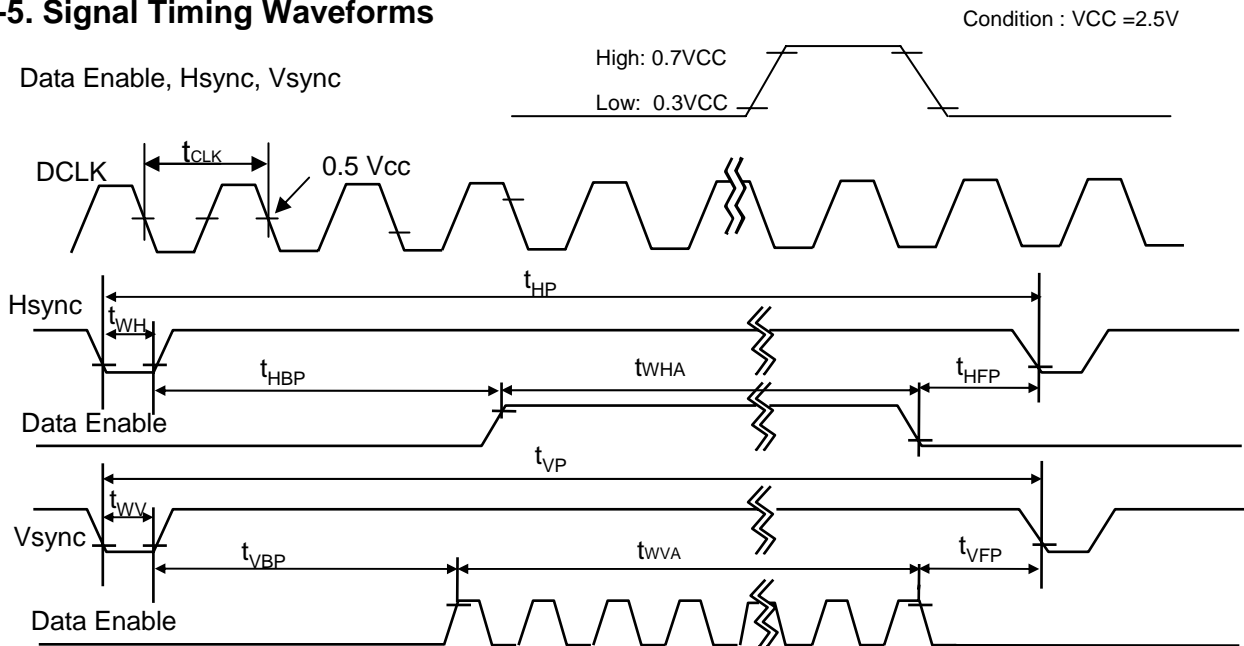 -5. Signal Timing Waveforms
Condition : VCC =2.5V
Data Enable, Hsync, Vsync
High: 0.7VCC
Low: 0.3VCC
DCLK
tCLK
0.5 Vcc
tHP
Hsync
tWH
tHBP
tWHA
tHFP
Data Enable
tVP
tWV
Vsync
tVBP
tWVA
tVFP
Data Enable